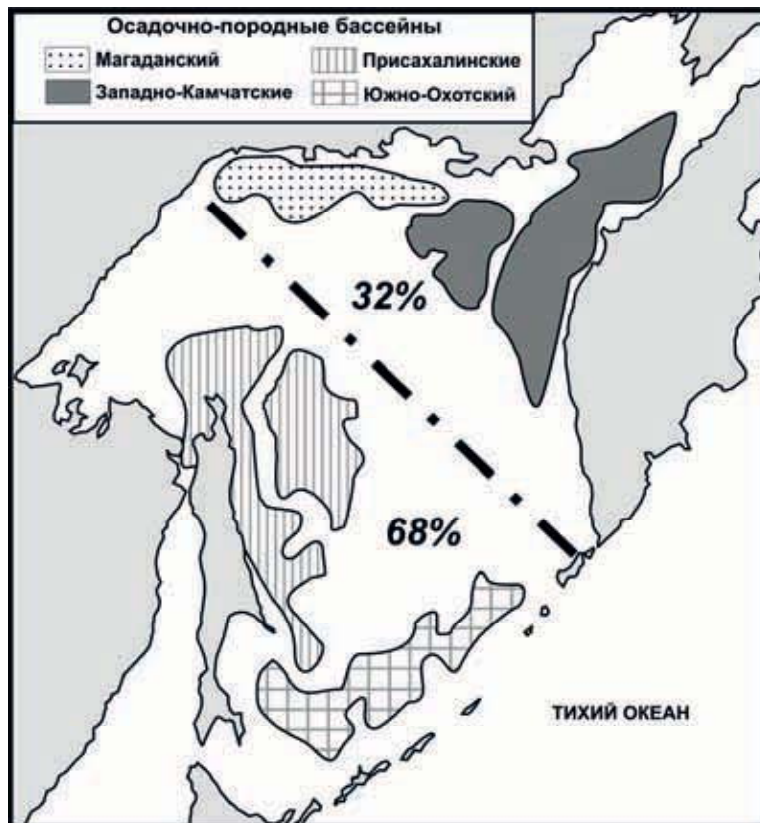 Осадочно-породные бассейны
Магаданский
Присахалинские
Западно-Камчатские
Южно-Охотский
32%
68%
ТИХИЙ ОКЕАН